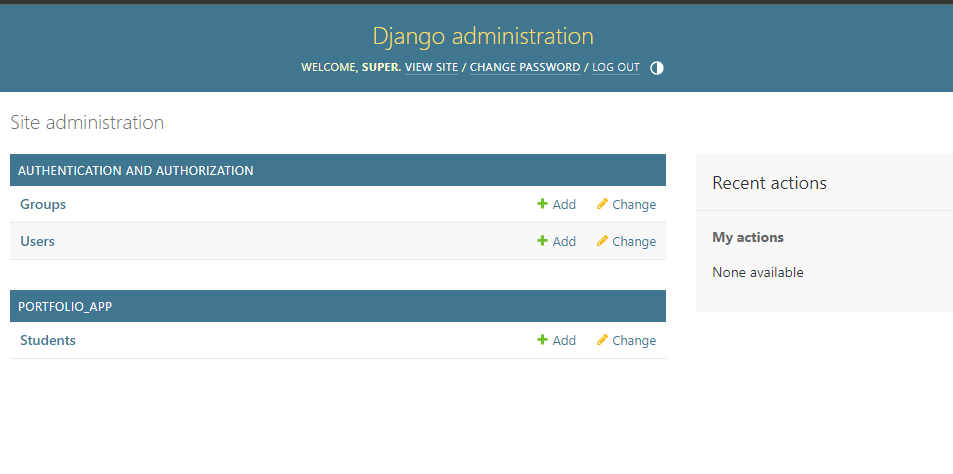 Django administration
WELCOME, SUPER. VIEW SITE / CHANGE PASSWORD / LOG OUT
Site administration
AUTHENTICATION AND AUTHORIZATION
Groups Add Change
Users Add Change
PORTFOLIO_APP
Students Add Change
Recent actions
My actions
None available